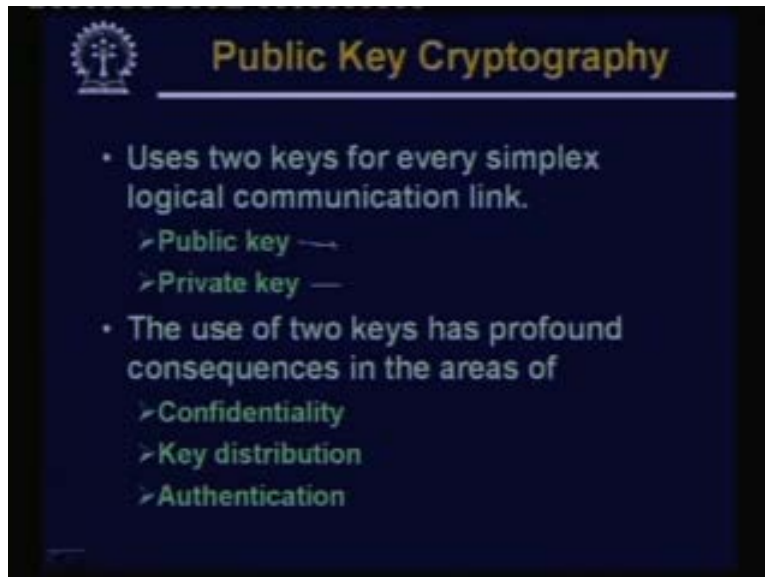 Public Key Cryptography
• Uses two keys for every simplex
logical communication link.
➢Public key
➢Private key
• The use of two keys has profound
consequences in the areas of
➢Confidentiality
➢Key distribution
➢Authentication